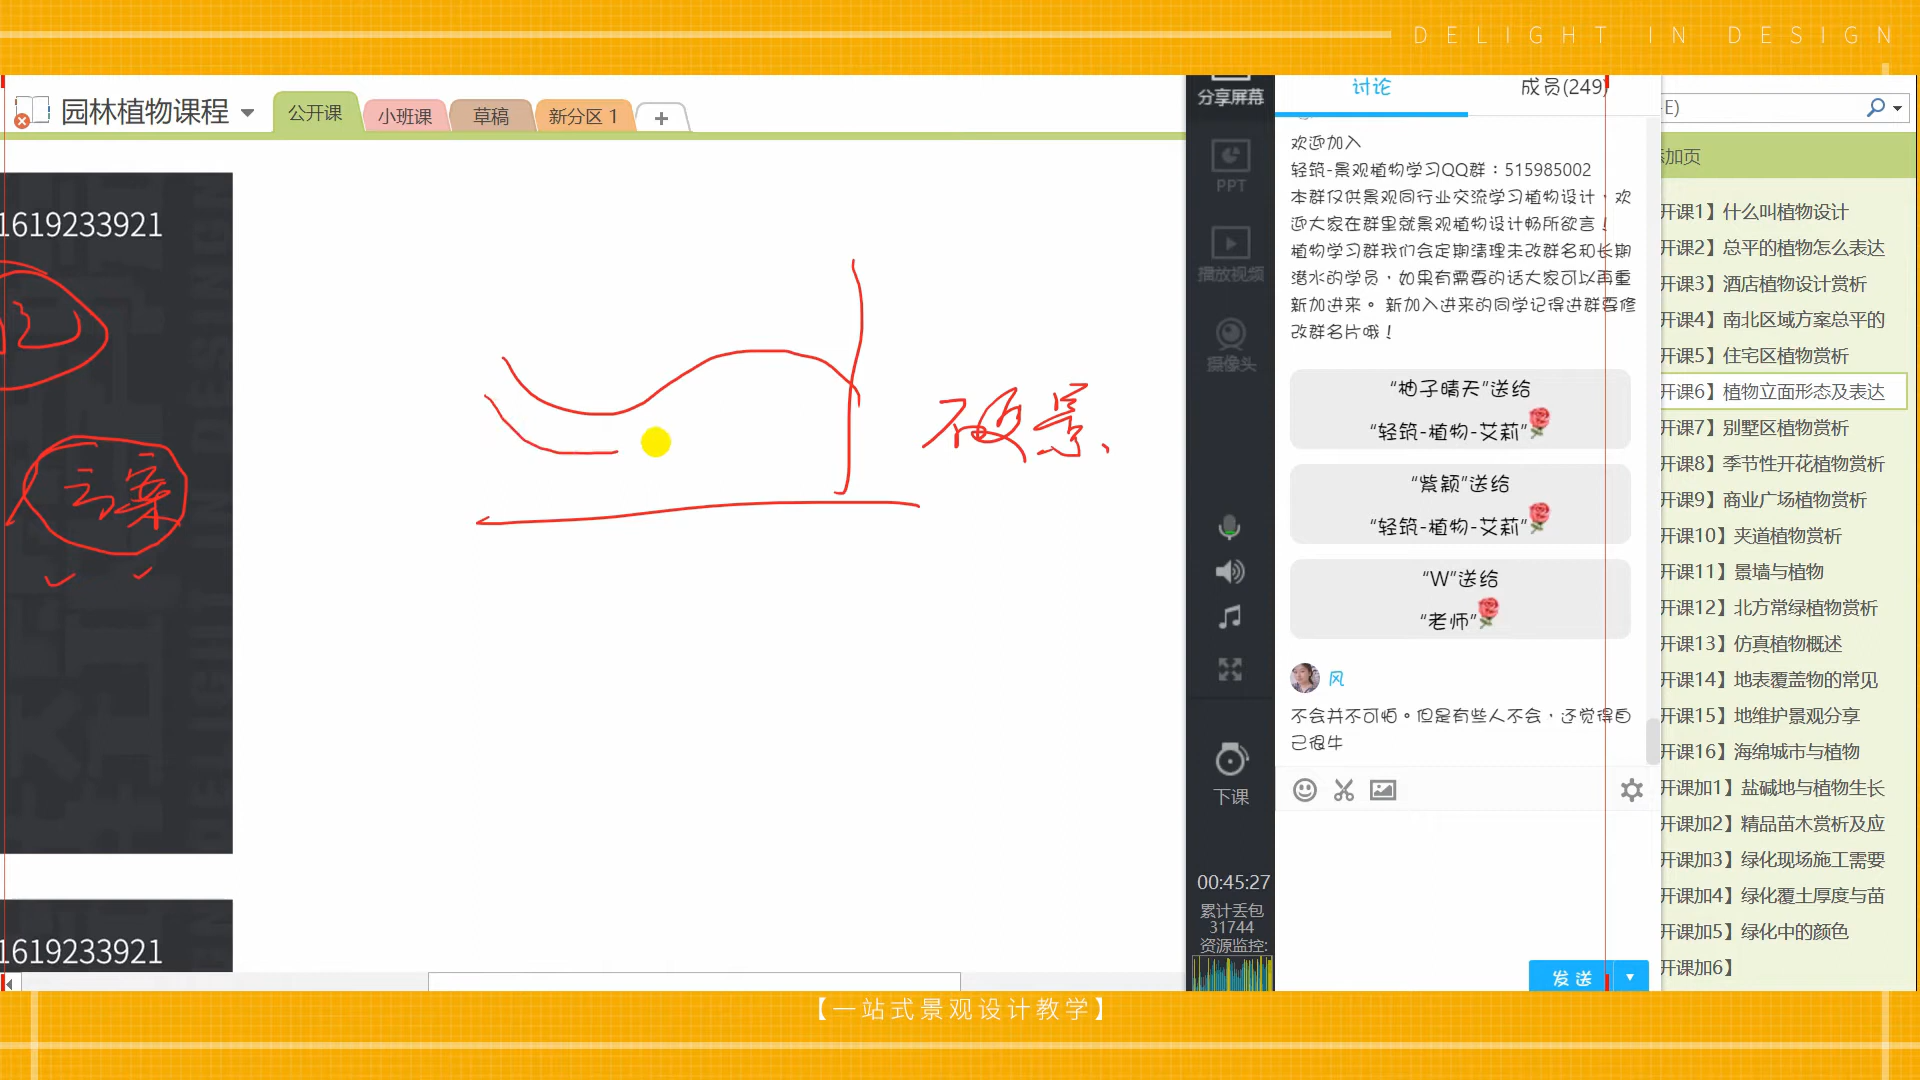 DELIGHT IN DESIGN
园林植物课程
公开课
小班课
草稿
新分区 1
1619233921
DELIGHT IN DESIGN
方案
硬景、
1619233921
分享屏幕
PPT
播放视频
摄像头
下课
00:45:27
累计丢包
31744
资源监控:
讨论
成员(249)
欢迎加入
轻筑-景观植物学习QQ群：515985002
本群仅供景观同行业交流学习植物设计，欢
迎大家在群里就景观植物设计畅所欲言！
植物学习群我们会定期清理未改群名和长期
潜水的学员，如果有需要的话大家可以再重
新加进来。 新加入进来的同学记得进群要修
改群名片哦！
“柚子晴天”送给
“轻筑-植物-艾莉”
“紫颖”送给
“轻筑-植物-艾莉”
“W”送给
“老师”
风
不会并不可怕。但是有些人不会，还觉得自
己很牛
发送
E)
加页
开课1】什么叫植物设计
开课2】总平的植物怎么表达
开课3】酒店植物设计赏析
开课4】南北区域方案总平的
开课5】住宅区植物赏析
开课6】植物立面形态及表达
开课7】别墅区植物赏析
开课8】季节性开花植物赏析
开课9】商业广场植物赏析
开课10】夹道植物赏析
开课11】景墙与植物
开课12】北方常绿植物赏析
开课13】仿真植物概述
开课14】地表覆盖物的常见
开课15】地维护景观分享
开课16】海绵城市与植物
开课加1】盐碱地与植物生长
开课加2】精品苗木赏析及应
开课加3】绿化现场施工需要
开课加4】绿化覆土厚度与苗
开课加5】绿化中的颜色
开课加6】
【一站式景观设计教学】